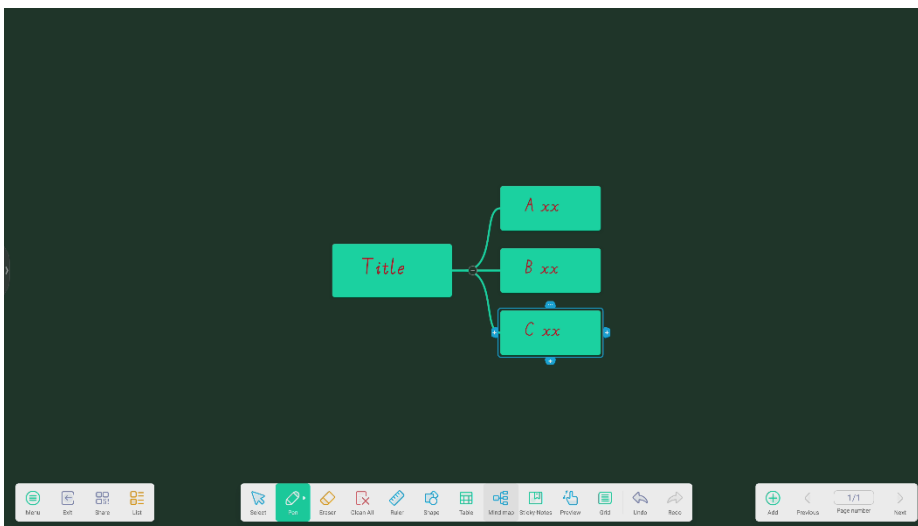 A xx
Title
B xx
C xx
Menu
Exit
Share
List
Select
Pen
Eraser
Clean All
Ruler
Shape
Table
Mind map
Sticky Notes
Preview
Grid
Undo
Redo
Add
Previous
1/1
Page number
Next